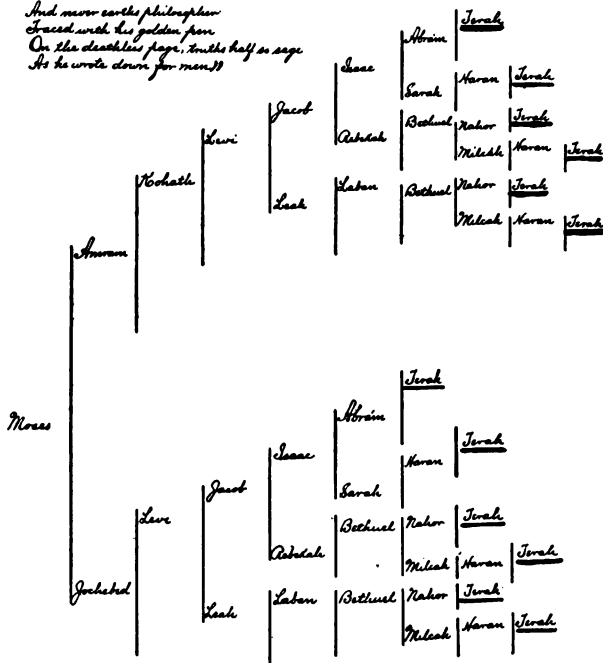 And never earth's philosopher
Traced with his golden pen
On the deathless page, truths half so sage
As he wrote down for men"
Terah
Abram
Isaac
Sarah
Haran
Terah
Jacob
Rebekah
Bethuel
Nahor
Terah
Levi
Milcah
Haran
Terah
Kohath
Leah
Laban
Bethuel
Nahor
Terah
Milcah
Haran
Terah
Amram
Moses
Terah
Abram
Isaac
Haran
Terah
Jacob
Sarah
Levi
Bethuel
Nahor
Terah
Rebekah
Milcah
Haran
Terah
Jochebed
Leah
Laban
Bethuel
Nahor
Terah
Milcah
Haran
Terah